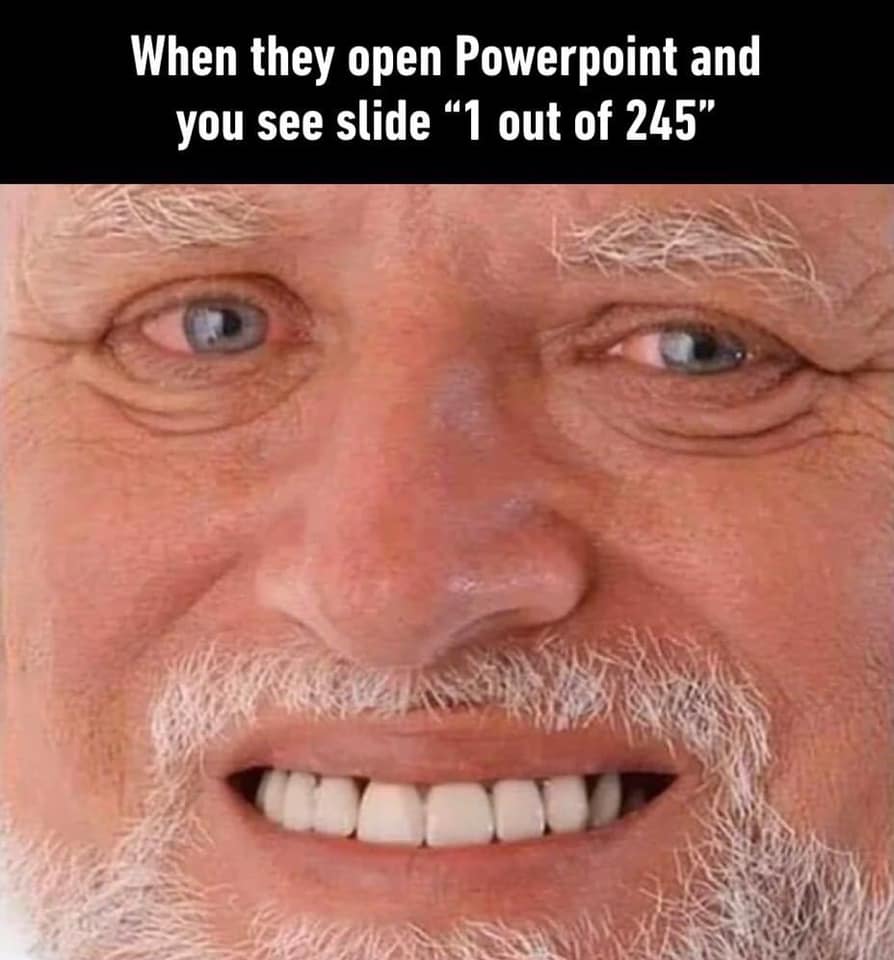 When they open Powerpoint and
you see slide “1 out of 245”